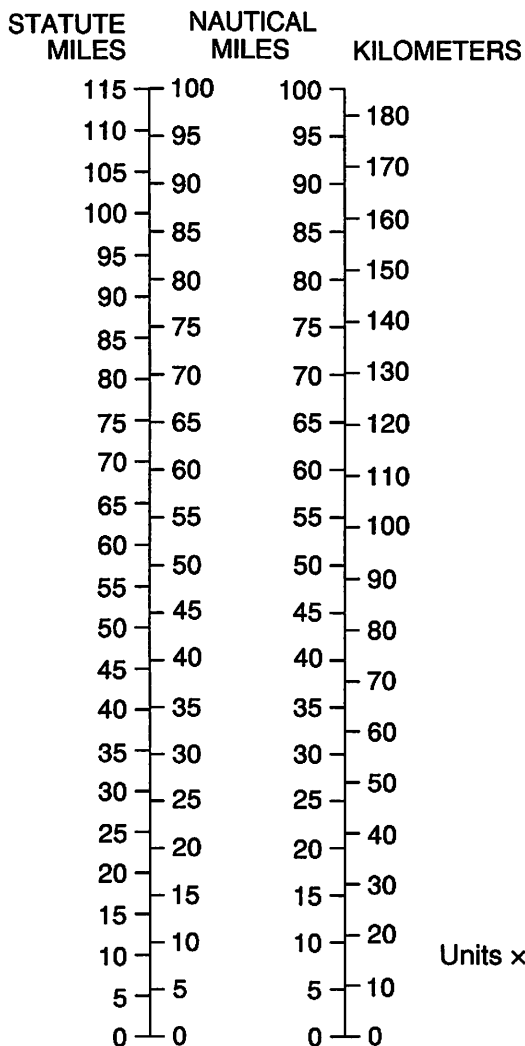 STATUTE MILES
NAUTICAL MILES
KILOMETERS
115 100 100
110 95 95 180
105 90 90 170
100 85 85 160
95 80 80 150
90 75 75 140
85 70 70 130
80 65 65 120
75 60 60 110
70 55 55 100
65 50 50 90
60 45 45 80
55 40 40 70
50 35 35 60
45 30 30 50
40 25 25 40
35 20 20 30
30 15 15 20
25 10 10 10
20 5 5 0
15 0 0
10
5
0
Units ×